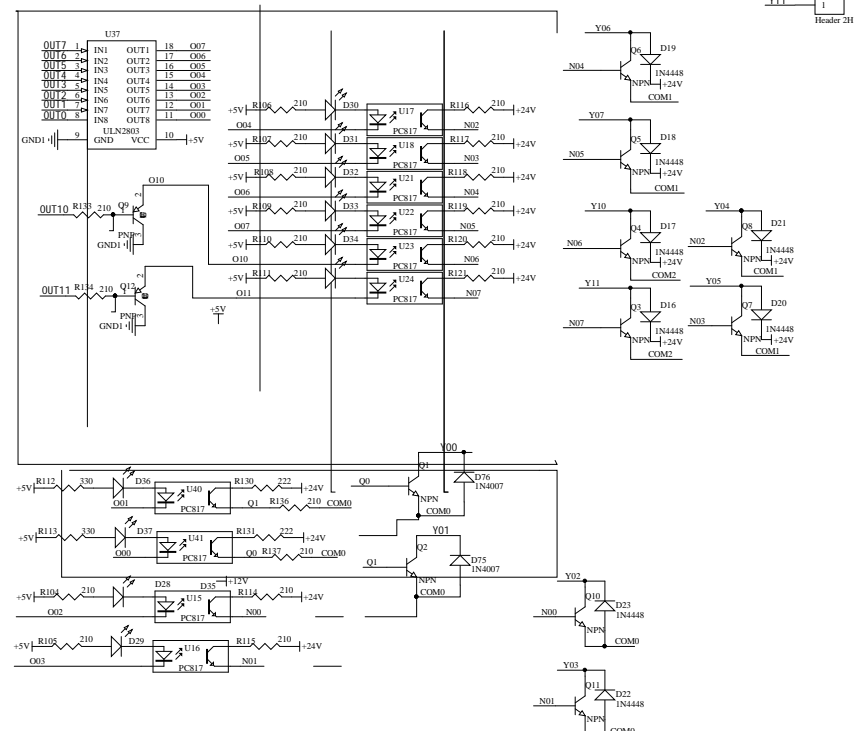 Y11 1
Header 2H
U37
OUT7 1 IN1 OUT1 18 O07
OUT6 2 IN2 OUT2 17 O06
OUT5 3 IN3 OUT3 16 O05
OUT4 4 IN4 OUT4 15 O04
OUT3 5 IN5 OUT5 14 O03
OUT2 6 IN6 OUT6 13 O02
OUT1 7 IN7 OUT7 12 O01
OUT0 8 IN8 OUT8 11 O00
ULN2803
GND1 9 GND VCC 10 +5V
O10
OUT10 R133 210 Q9 1 2 3
PNP
GND1
O11
OUT11 R134 210 Q12 1 2 3
PNP
GND1
+5V
+5V R106 210 D30 U17 R116 210 +24V
O04 PC817 N02
+5V R107 210 D31 U18 R117 210 +24V
O05 PC817 N03
+5V R108 210 D32 U21 R118 210 +24V
O06 PC817 N04
+5V R109 210 D33 U22 R119 210 +24V
O07 PC817 N05
+5V R110 210 D34 U23 R120 210 +24V
O10 PC817 N06
+5V R111 210 U24 R121 210 +24V
O11 PC817 N07
Y06
Q6 D19
N04 1N4448
NPN +24V
COM1
Y07
Q5 D18
N05 1N4448
NPN +24V
COM1
Y10
Q4 D17
N06 1N4448
NPN +24V
COM2
Y04
Q8 D21
N02 1N4448
NPN +24V
COM1
Y11
Q3 D16
N07 1N4448
NPN +24V
COM2
Y05
Q7 D20
N03 1N4448
NPN +24V
COM1
+5V R112 330 D36 U40 R130 222 +24V
O01 PC817 Q1 R136 210 COM0
+5V R113 330 D37 U41 R131 222 +24V
O00 PC817 Q0 R137 210 COM0
+12V
+5V R104 210 D28 D35 U15 R114 210 +24V
O02 PC817 N00
+5V R105 210 D29 U16 R115 210 +24V
O03 PC817 N01
Y00
Q1 D76
Q0 1N4007
NPN
COM0
Y01
Q2 D75
Q1 1N4007
NPN
COM0
Y02
Q10 D23
N00 1N4448
NPN
COM0
Y03
Q11 D22
N01 1N4448
NPN
COM0